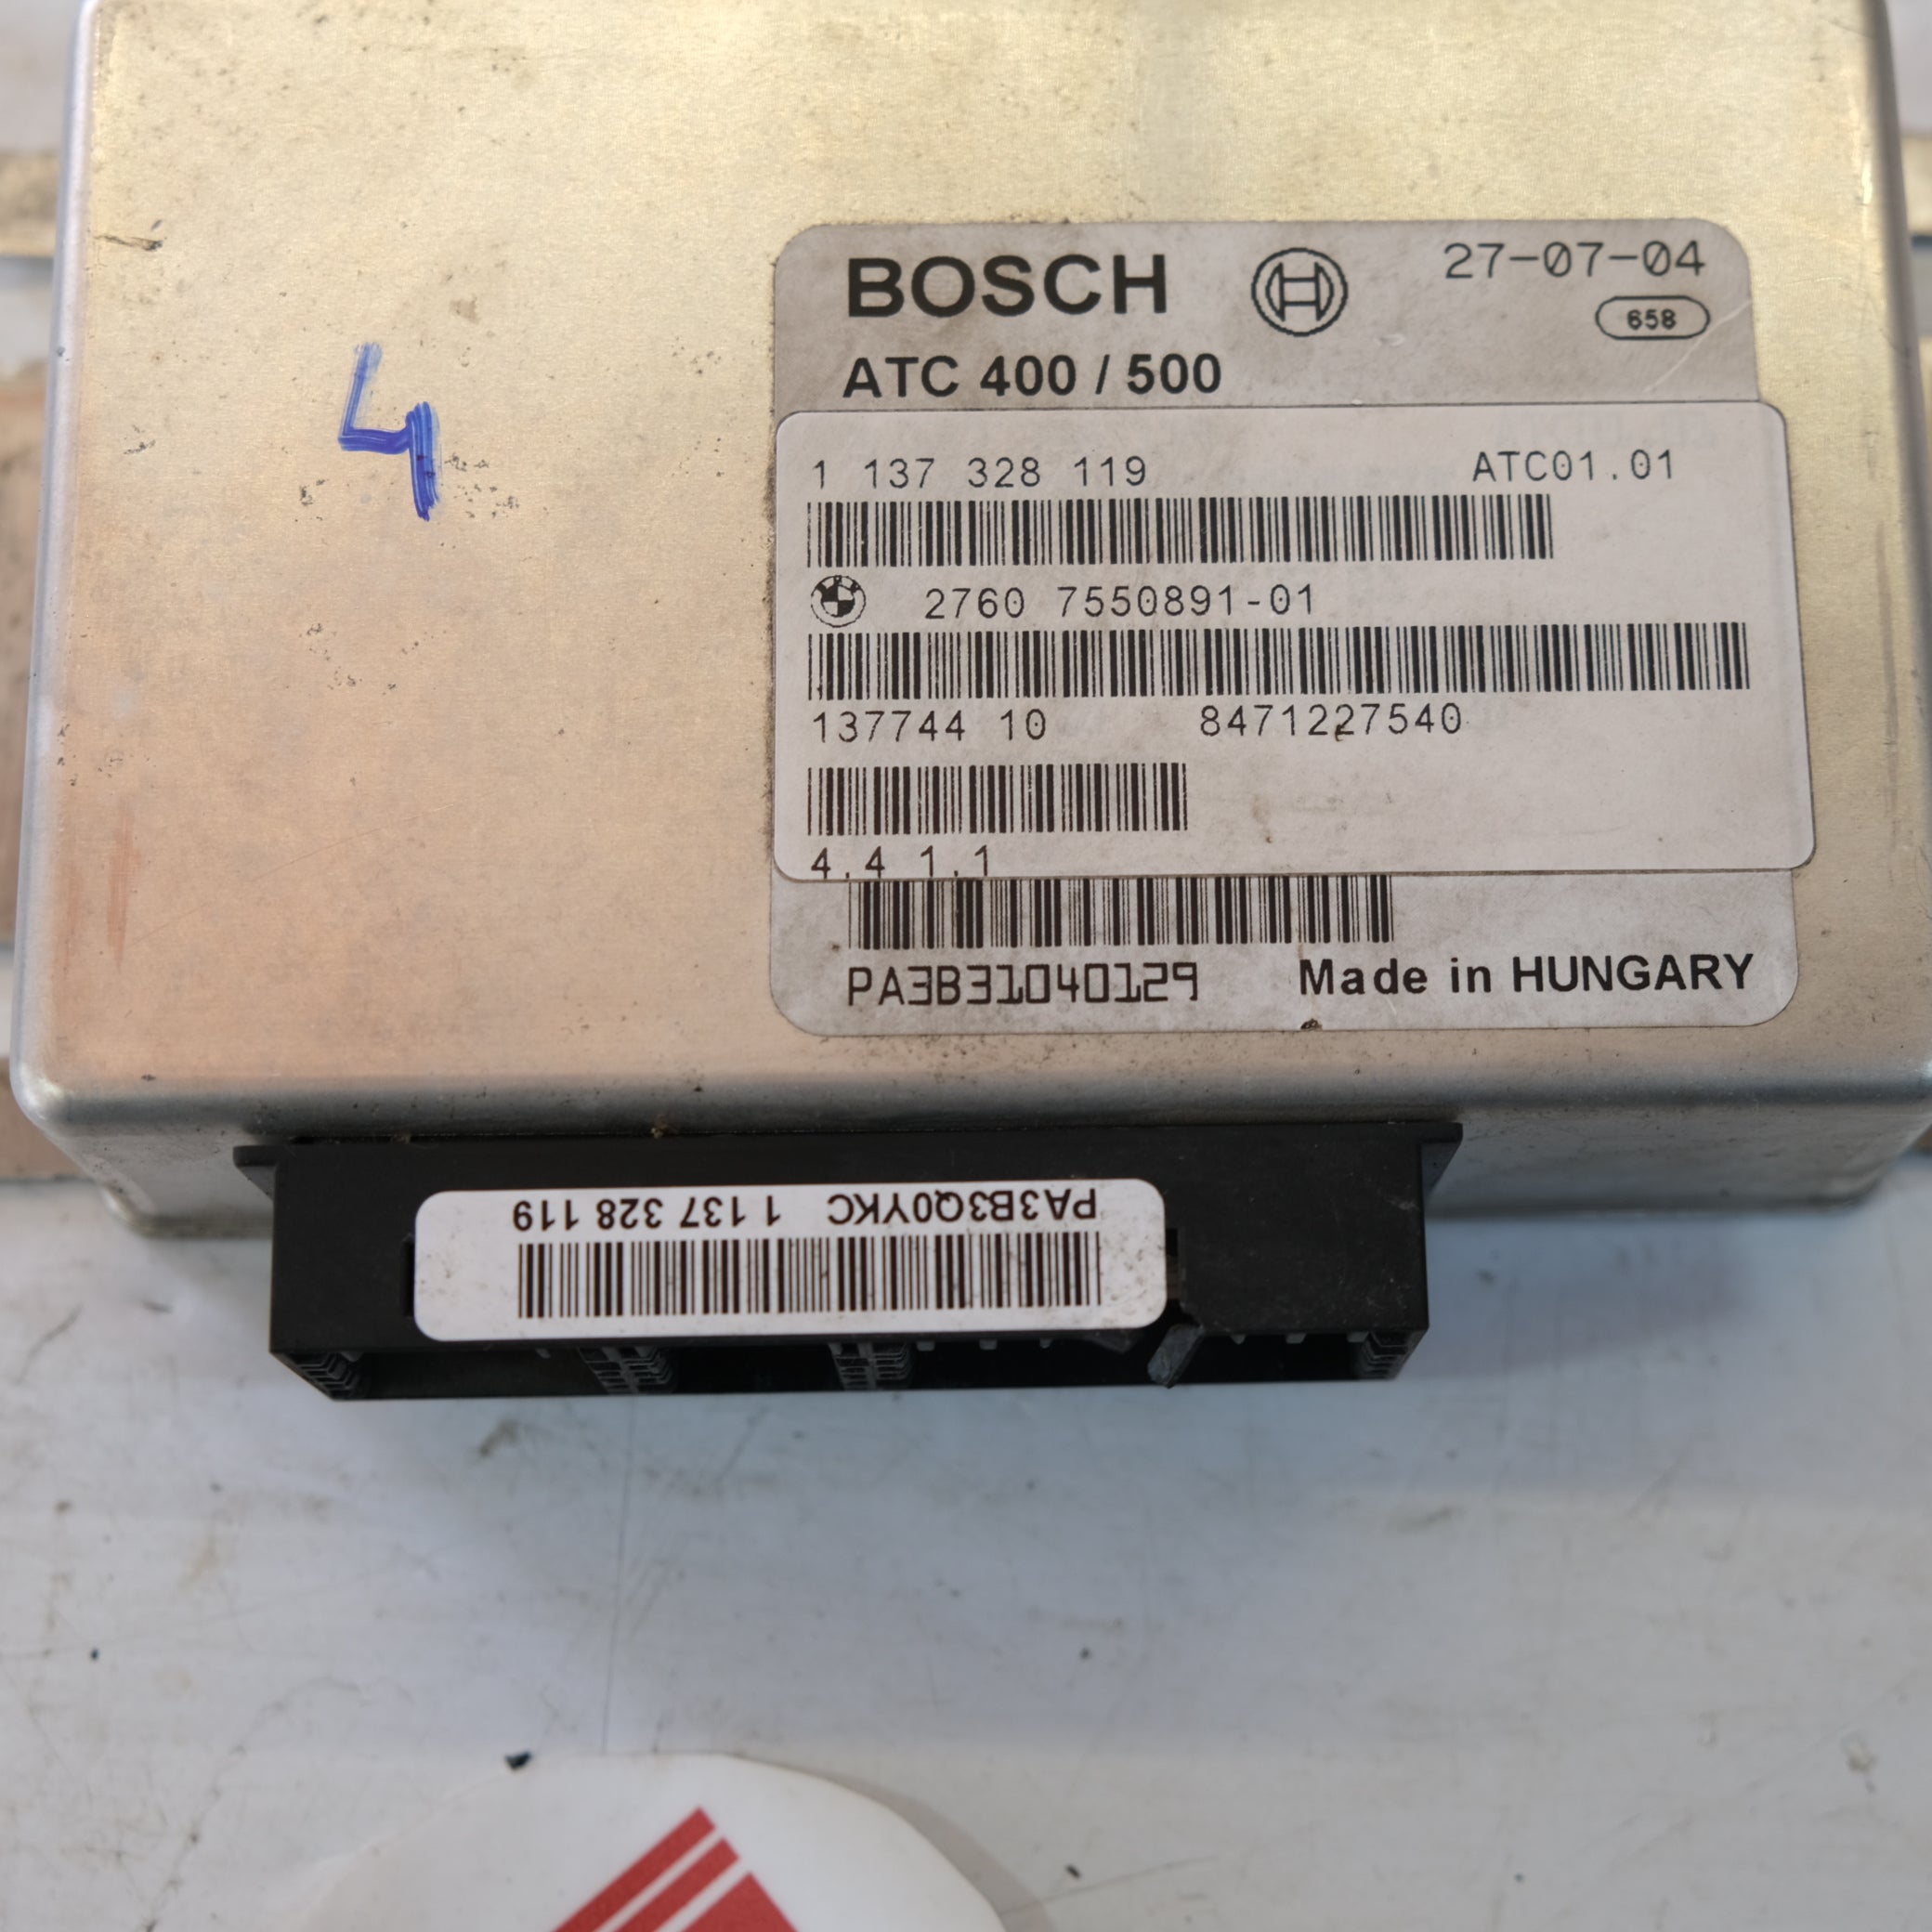 4
BOSCH 27-07-04
658
ATC 400 / 500
1 137 328 119 ATC01.01
2760 7550891-01
137744 10 8471227540
4.4 1.1
PA3B31040129 Made in HUNGARY
PA3B3Q0YKC 1 137 328 119